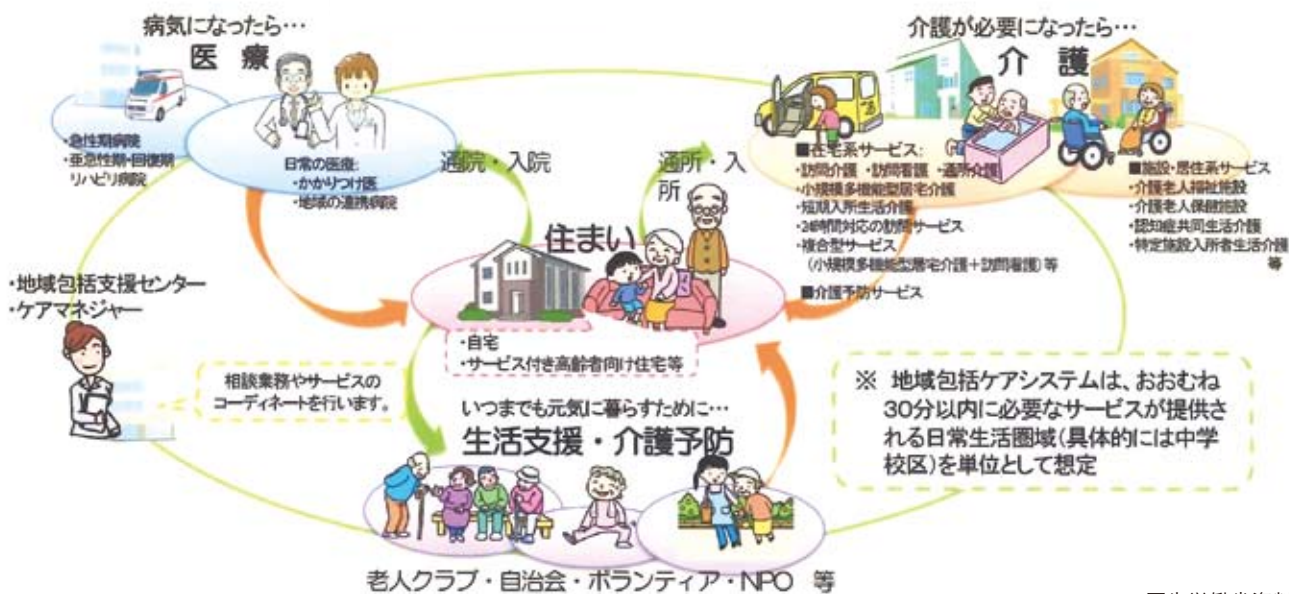 病気になったら…
医 療
・急性期病院
・亜急性期・回復期
リハビリ病院
日常の医療:
・かかりつけ医
・地域の連携病院
通院・入院
通所・入
所
介護が必要になったら…
介 護
■在宅系サービス:
・訪問介護 ・訪問看護 ・通所介護
・小規模多機能型居宅介護
・短期入所生活介護
・24時間対応の訪問サービス
・複合型サービス
(小規模多機能型居宅介護+訪問看護)等
■介護予防サービス
■施設・居住系サービス
・介護老人福祉施設
・介護老人保健施設
・認知症共同生活介護
・特定施設入所者生活介護
等
住まい
・自宅
・サービス付き高齢者向け住宅等
・地域包括支援センター
・ケアマネジャー
相談業務やサービスの
コーディネートを行います。
いつまでも元気に暮らすために…
生活支援・介護予防
老人クラブ・自治会・ボランティア・NPO 等
※ 地域包括ケアシステムは、おおむね
30分以内に必要なサービスが提供さ
れる日常生活圏域(具体的には中学
校区)を単位として想定